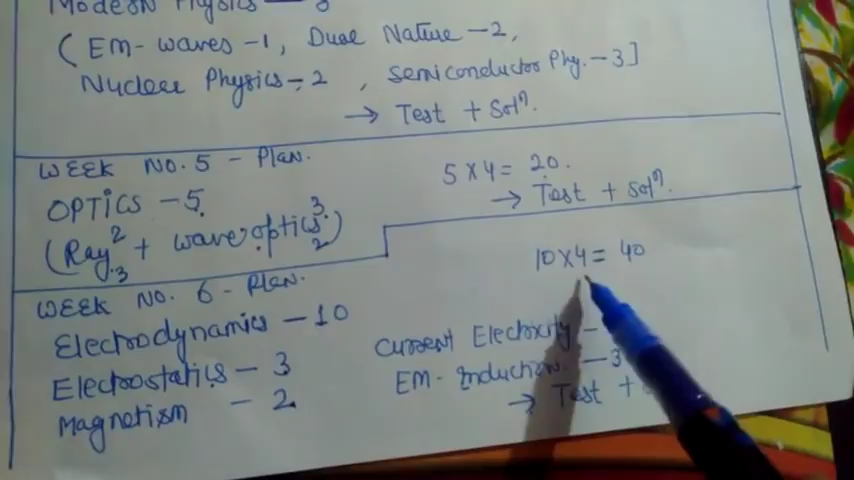 Modern Physics -
( EM-waves -1, Dual Nature -2,
Nuclear Physics -2 , Semiconductor Phy. -3]
→ Test + Solⁿ.
WEEK NO. 5 - Plan.
OPTICS -5
(Ray 2 .3 + wave optics 3 2)
5 X 4 = 20.
→ Test + Solⁿ.
WEEK NO. 6 - Plan.
10 X 4 = 40
Electrodynamics -10
Electrostatics - 3
Magnetism - 2
Current Electricity -
EM- Induction. - 3
→ Test +